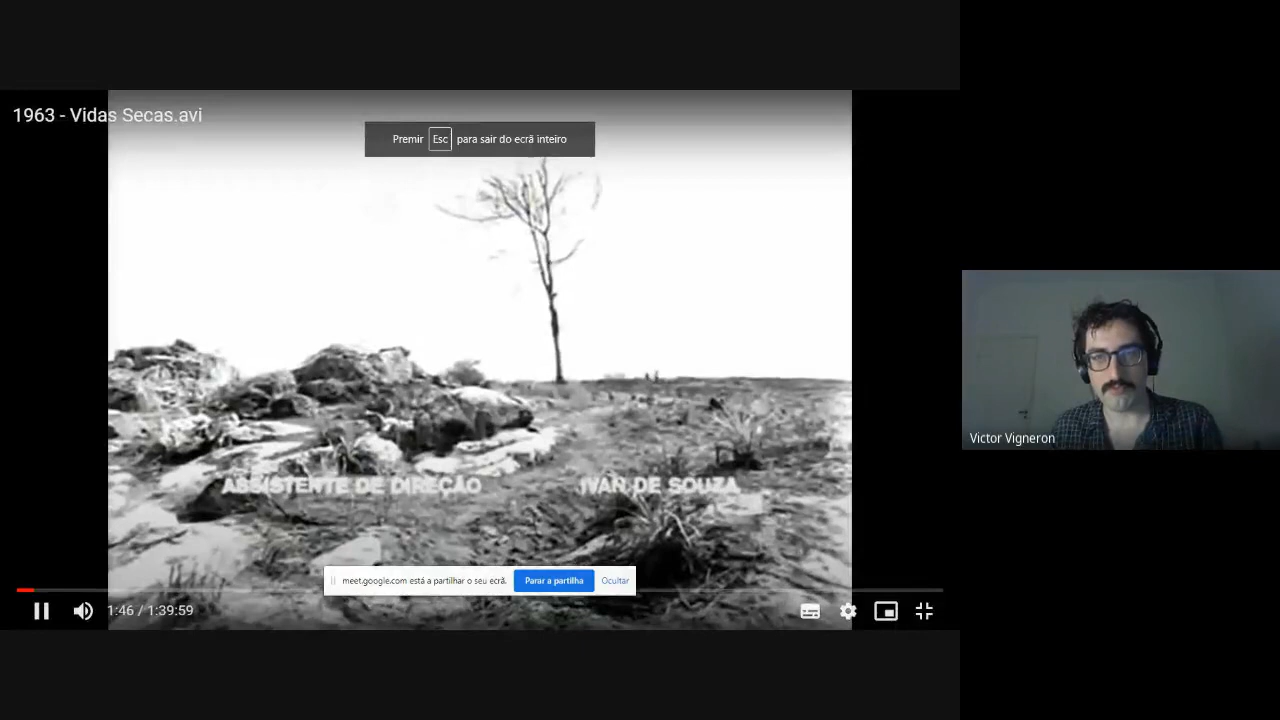 1963 - Vidas Secas.avi
Premir Esc para sair do ecrã inteiro
ASSISTENTE DE DIREÇÃO IVAN DE SOUZA
Victor Vigneron
meet.google.com está a partilhar o seu ecrã. Parar a partilha Ocultar
1:46 / 1:39:59